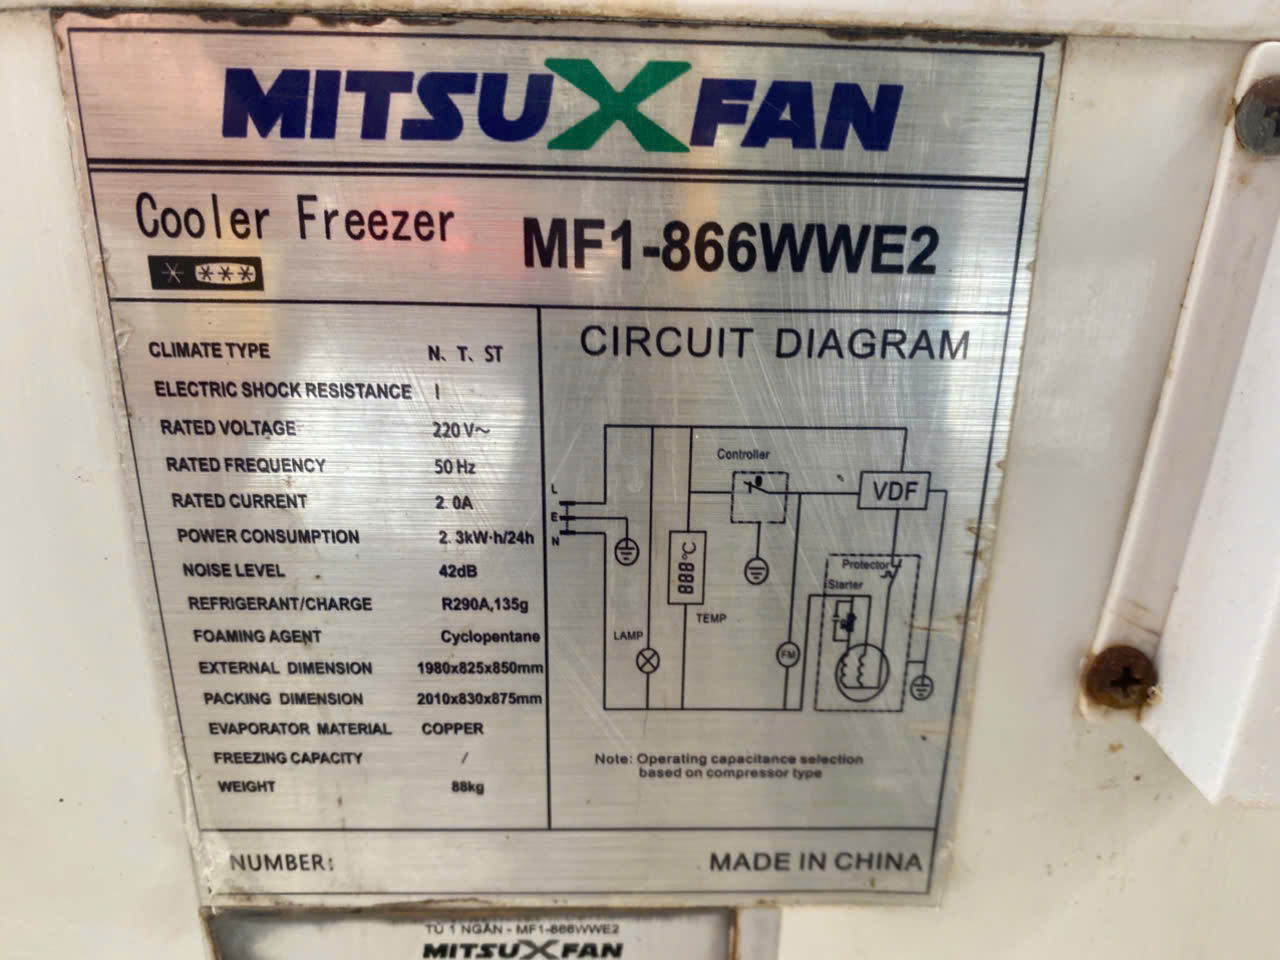 MITSUXFAN
Cooler Freezer MF1-866WWE2
CLIMATE TYPE N、T、ST
ELECTRIC SHOCK RESISTANCE I
RATED VOLTAGE 220V~
RATED FREQUENCY 50Hz
RATED CURRENT 2.0A
POWER CONSUMPTION 2.3kW·h/24h
NOISE LEVEL 42dB
REFRIGERANT/CHARGE R290A,135g
FOAMING AGENT Cyclopentane
EXTERNAL DIMENSION 1980x825x850mm
PACKING DIMENSION 2010x830x875mm
EVAPORATOR MATERIAL COPPER
FREEZING CAPACITY /
WEIGHT 88kg
CIRCUIT DIAGRAM
Controller
L
E
N
VDF
888℃
Protector
Starter
TEMP
LAMP
FM
Note: Operating capacitance selection
based on compressor type
NUMBER:
MADE IN CHINA
TỦ 1 NGĂN - MF1-866WWE2
MITSUXFAN